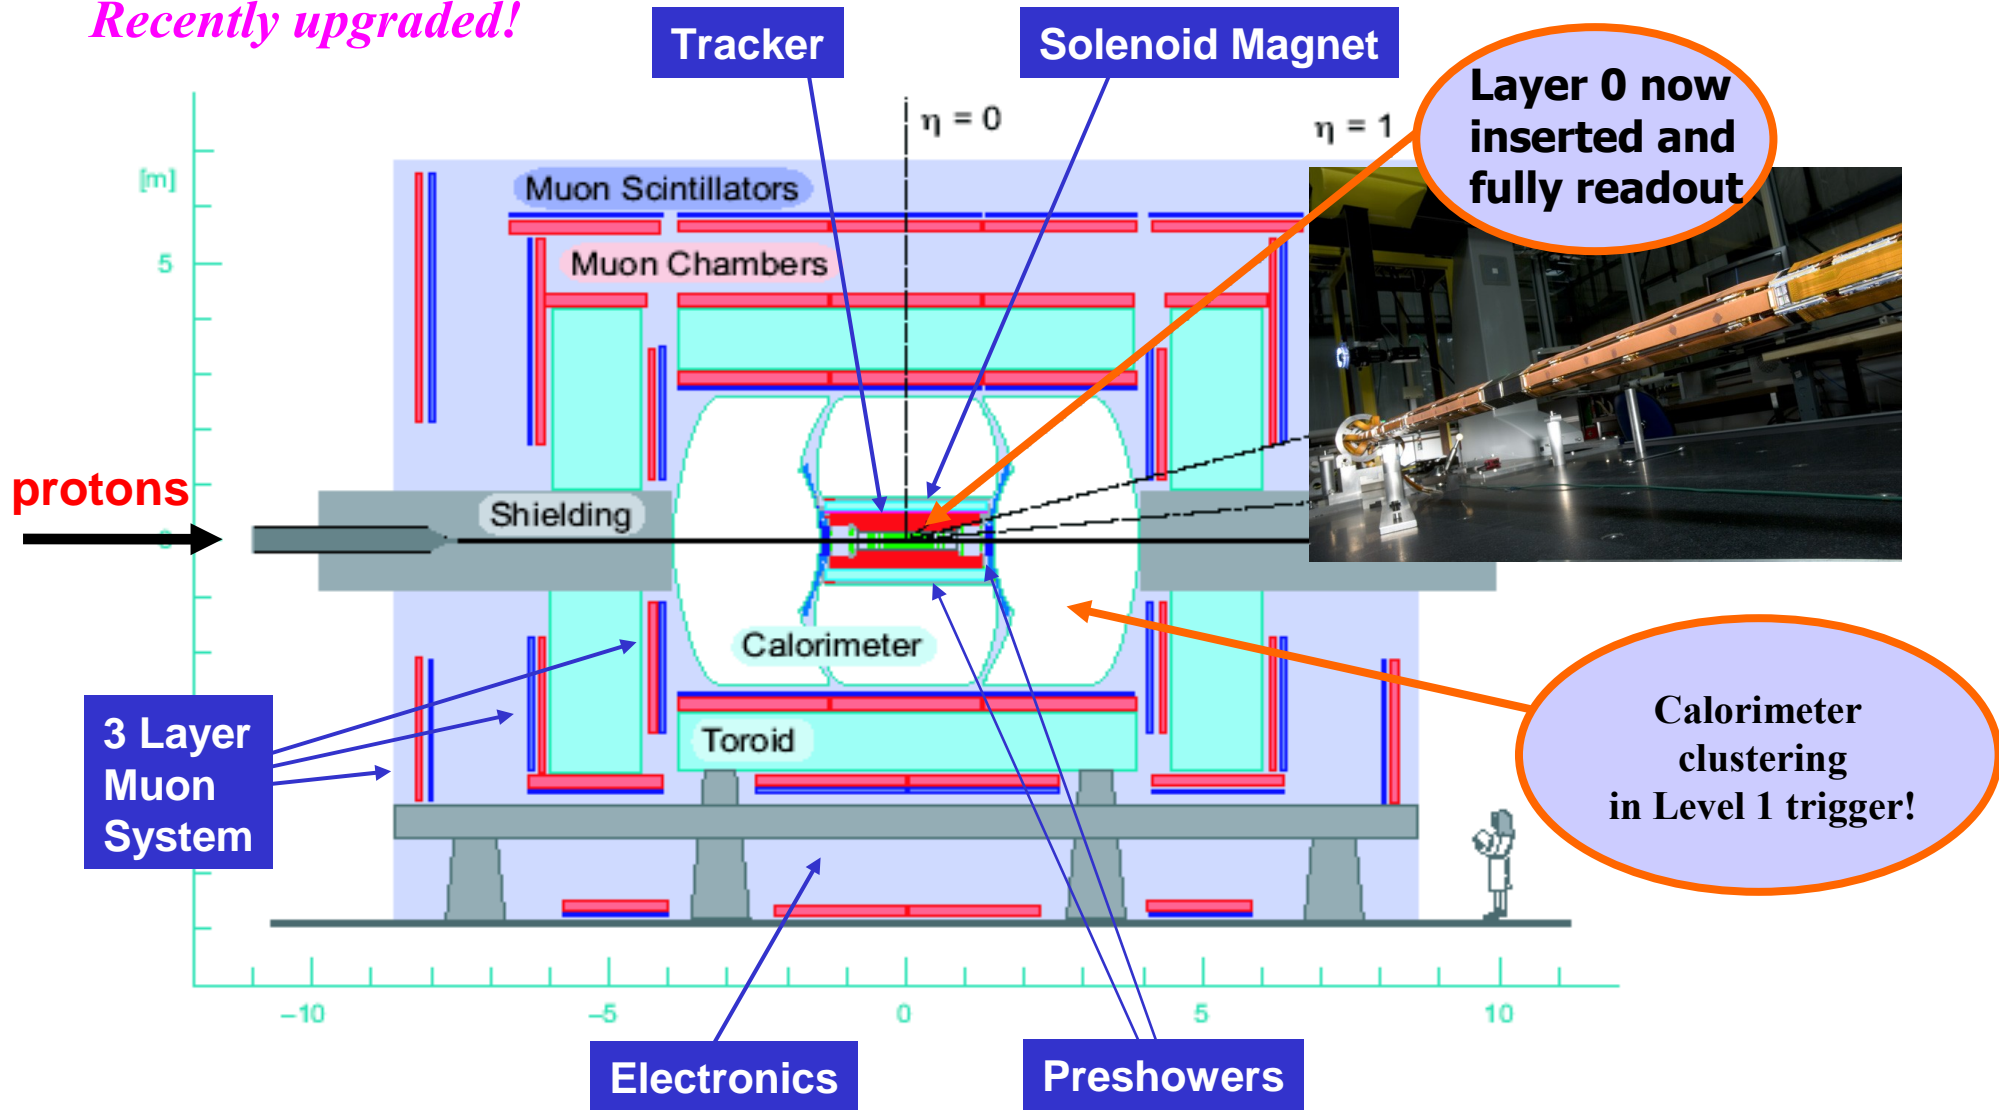 Recently upgraded!
Tracker
Solenoid Magnet
Layer 0 now
inserted and
fully readout
η = 0
η = 1
[m]
Muon Scintillators
5
Muon Chambers
protons
Shielding
0
Calorimeter
3 Layer
Muon
System
Toroid
Calorimeter
clustering
in Level 1 trigger!
−10
−5
0
5
10
Electronics
Preshowers